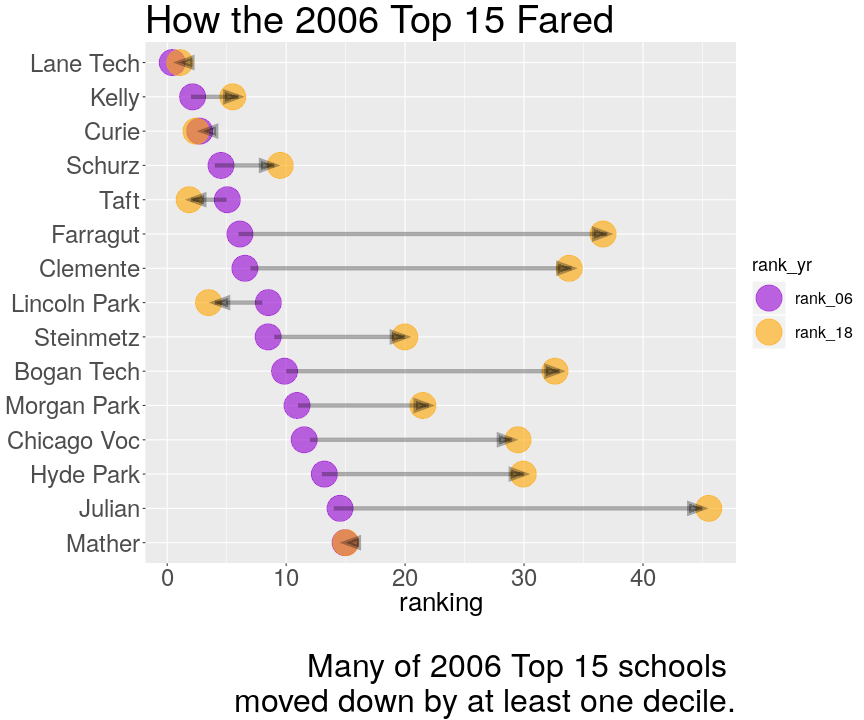 How the 2006 Top 15 Fared
Lane Tech
Kelly
Curie
Schurz
Taft
Farragut
Clemente
Lincoln Park
Steinmetz
Bogan Tech
Morgan Park
Chicago Voc
Hyde Park
Julian
Mather
0 10 20 30 40
ranking
rank_yr
rank_06
rank_18
Many of 2006 Top 15 schools
moved down by at least one decile.